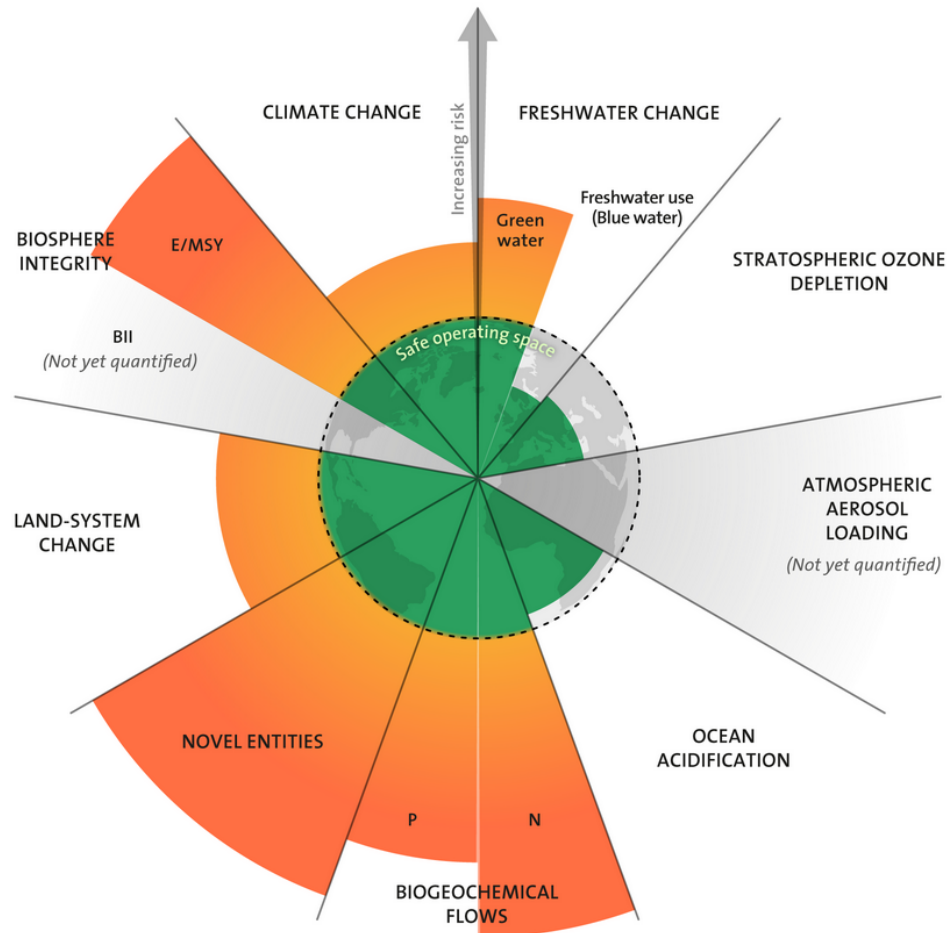 CLIMATE CHANGE
Increasing risk
FRESHWATER CHANGE
Freshwater use
(Blue water)
Green
water
E/MSY
BIOSPHERE
INTEGRITY
STRATOSPHERIC OZONE
DEPLETION
Safe operating space
BII
(Not yet quantified)
ATMOSPHERIC
AEROSOL
LOADING
(Not yet quantified)
LAND-SYSTEM
CHANGE
NOVEL ENTITIES
OCEAN
ACIDIFICATION
P
N
BIOGEOCHEMICAL
FLOWS